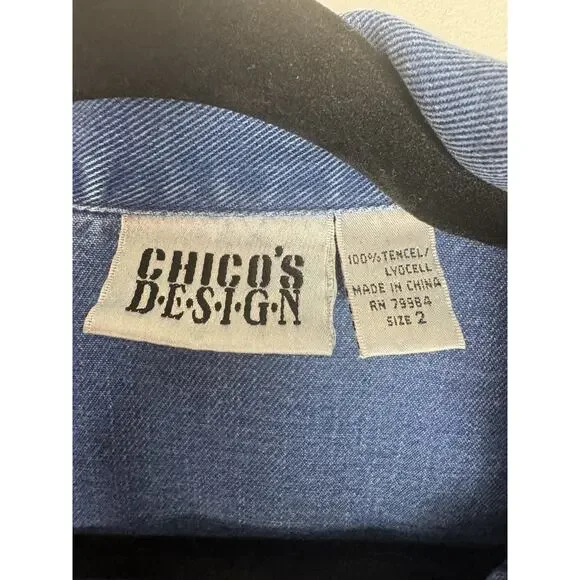 CHICO'S
D·E·S·I·G·N
100% TENCEL/
LYOCELL
MADE IN CHINA
RN 79984
SIZE 2